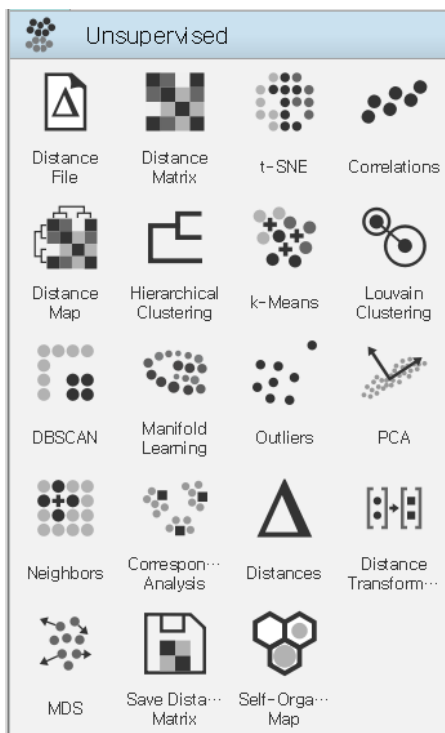 Unsupervised
Distance
File
Distance
Matrix
t-SNE
Correlations
Distance
Map
Hierarchical
Clustering
k-Means
Louvain
Clustering
DBSCAN
Manifold
Learning
Outliers
PCA
Neighbors
Correspon···
Analysis
Distances
Distance
Transform···
MDS
Save Dista···
Matrix
Self-Orga···
Map